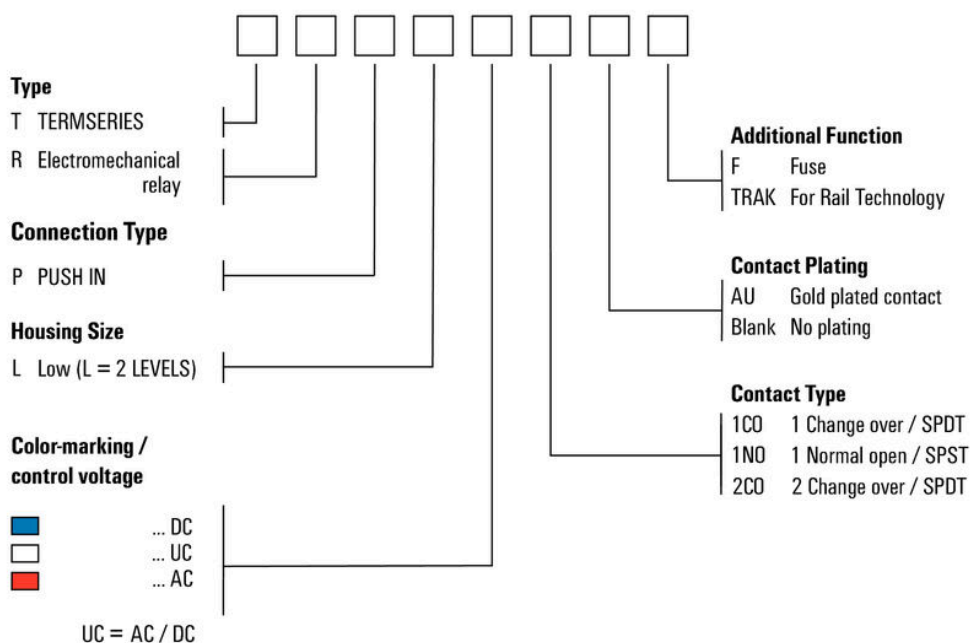 Type
T TERMSERIES
R Electromechanical
relay
Connection Type
P PUSH IN
Housing Size
L Low (L = 2 LEVELS)
Color-marking /
control voltage
... DC
... UC
... AC
UC = AC / DC
Additional Function
F Fuse
TRAK For Rail Technology
Contact Plating
AU Gold plated contact
Blank No plating
Contact Type
1CO 1 Change over / SPDT
1NO 1 Normal open / SPST
2CO 2 Change over / SPDT